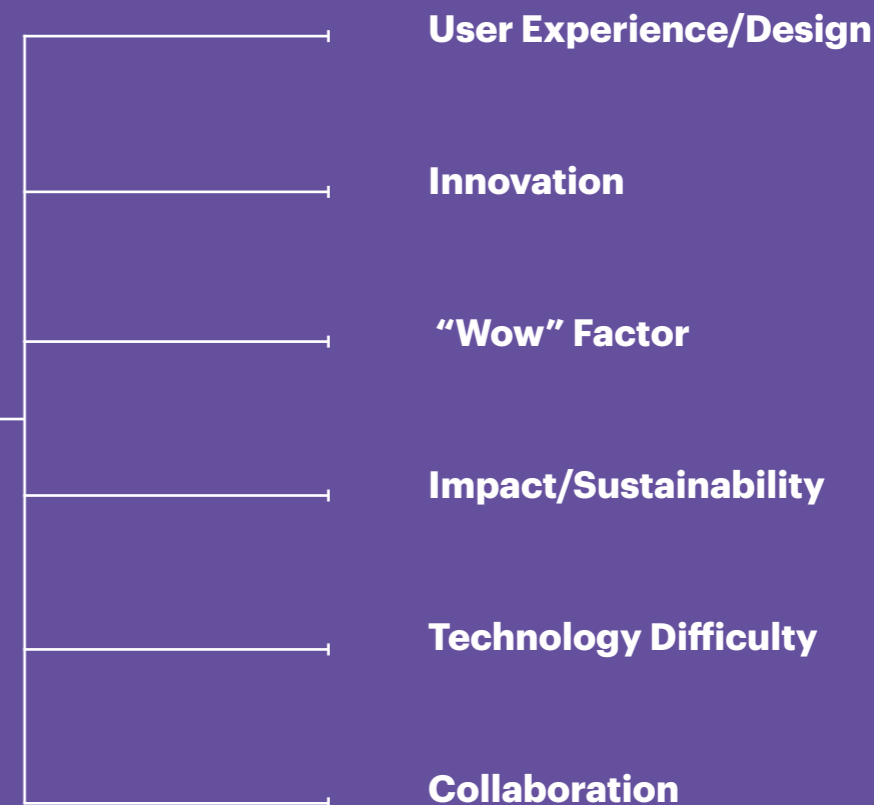 User Experience/Design
Innovation
“Wow” Factor
Impact/Sustainability
Technology Difficulty
Collaboration